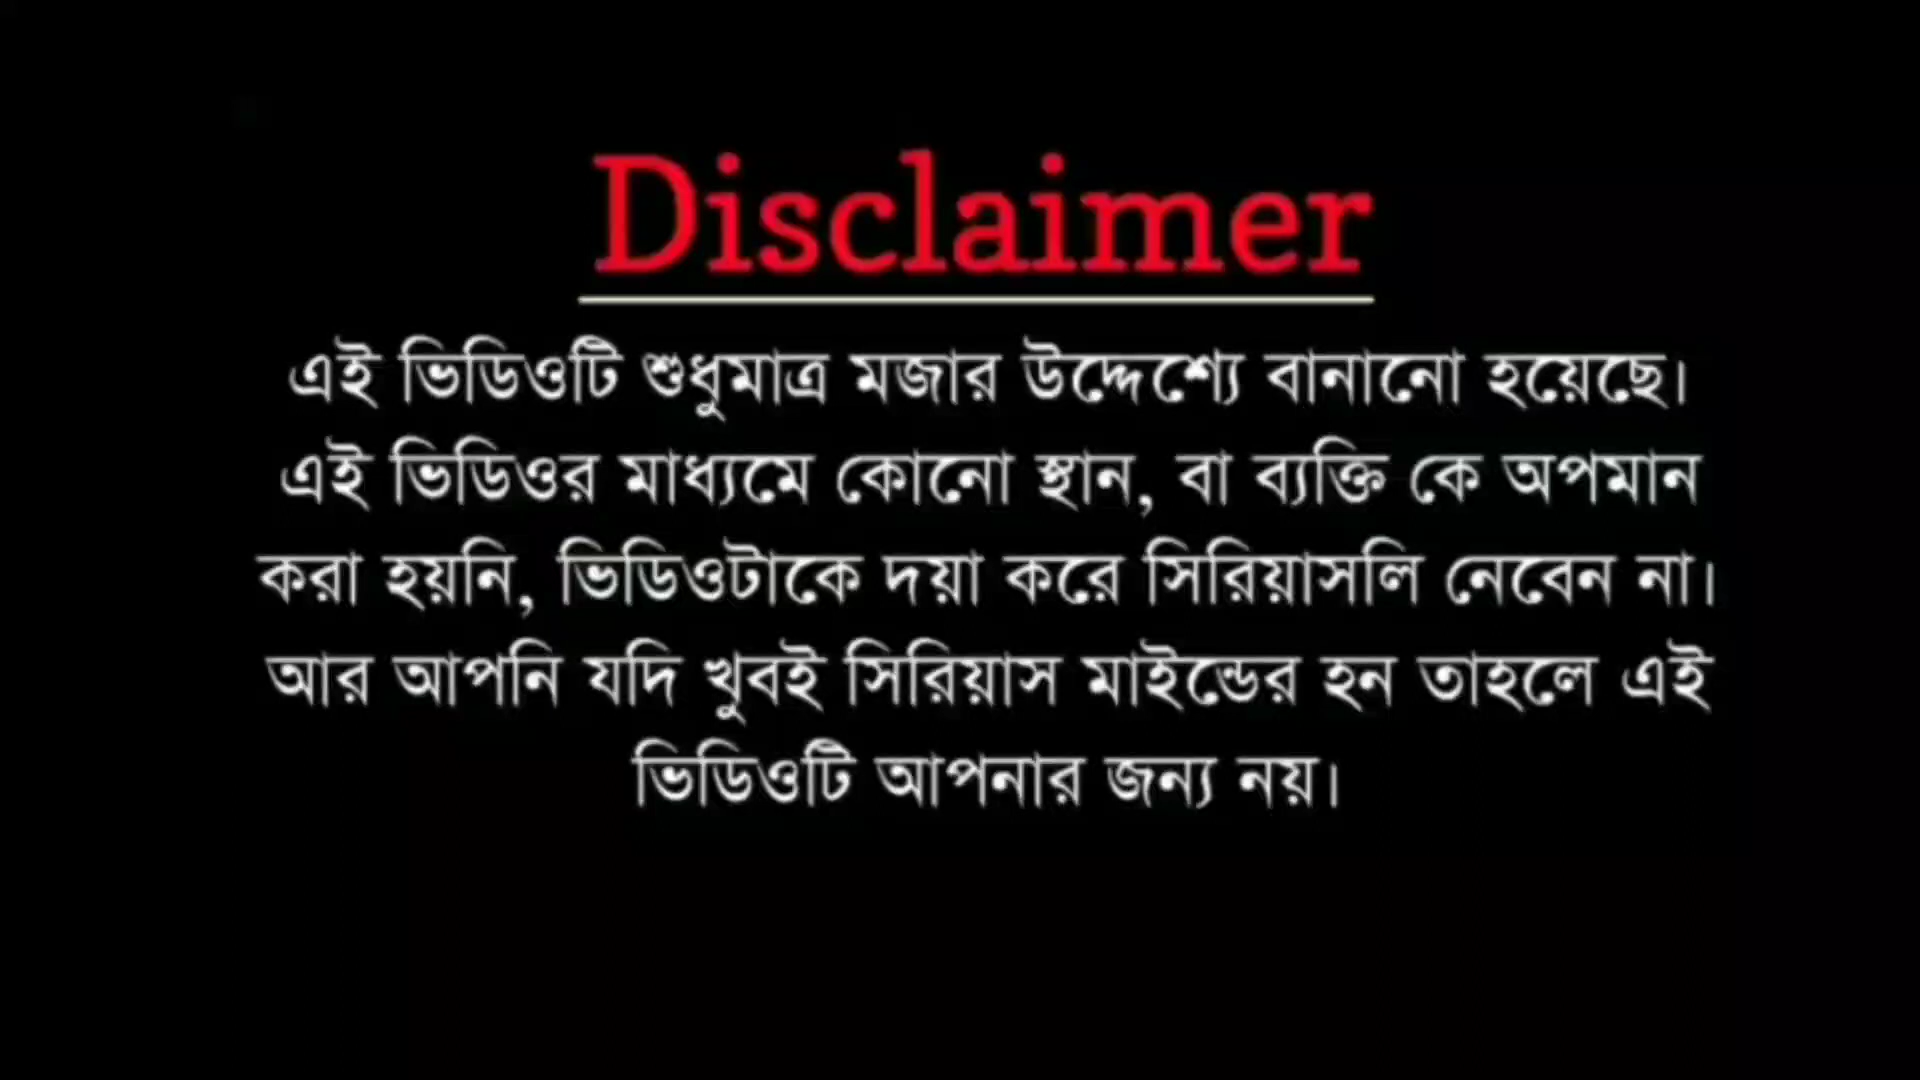 Disclaimer
এই ভিডিওটি শুধুমাত্র মজার উদ্দেশ্যে বানানো হয়েছে।
এই ভিডিওর মাধ্যমে কোনো স্থান, বা ব্যক্তি কে অপমান
করা হয়নি, ভিডিওটাকে দয়া করে সিরিয়াসলি নেবেন না।
আর আপনি যদি খুবই সিরিয়াস মাইন্ডের হন তাহলে এই
ভিডিওটি আপনার জন্য নয়।